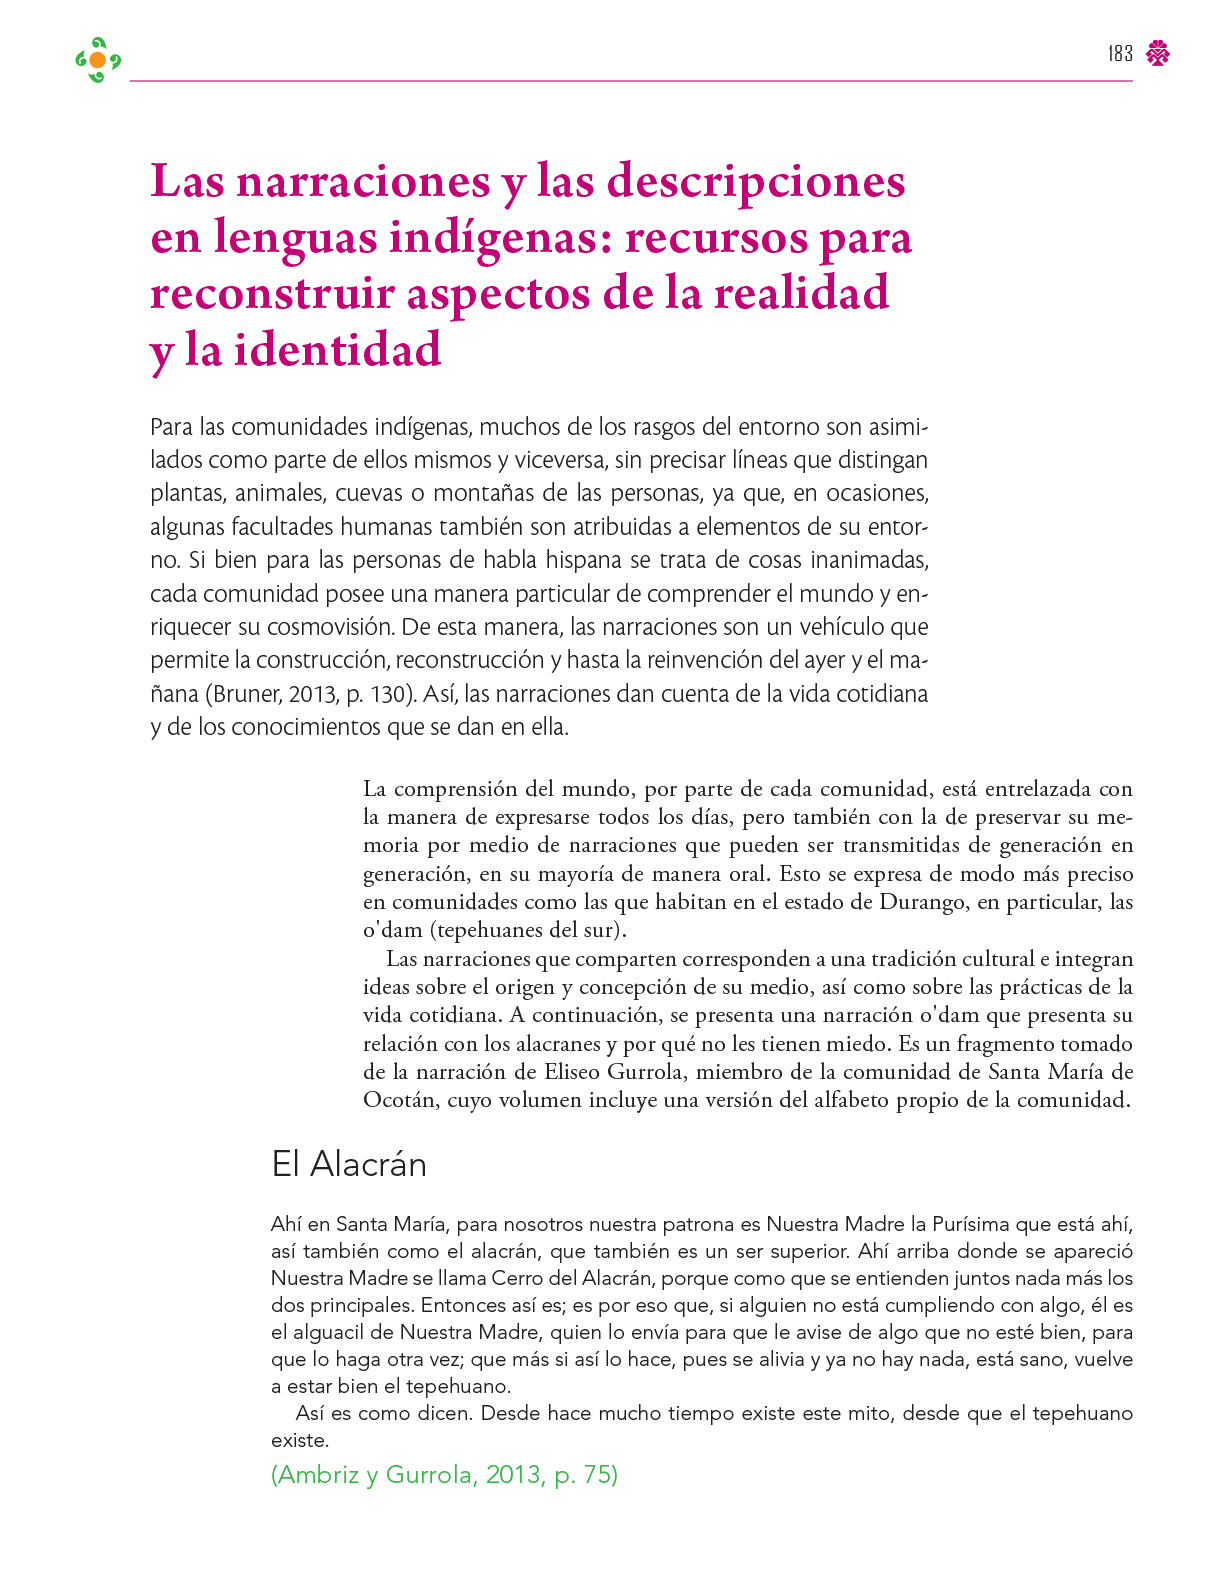 183
Las narraciones y las descripciones
en lenguas indígenas: recursos para
reconstruir aspectos de la realidad
y la identidad
Para las comunidades indígenas, muchos de los rasgos del entorno son asimi-
lados como parte de ellos mismos y viceversa, sin precisar líneas que distingan
plantas, animales, cuevas o montañas de las personas, ya que, en ocasiones,
algunas facultades humanas también son atribuidas a elementos de su entor-
no. Si bien para las personas de habla hispana se trata de cosas inanimadas,
cada comunidad posee una manera particular de comprender el mundo y en-
riquecer su cosmovisión. De esta manera, las narraciones son un vehículo que
permite la construcción, reconstrucción y hasta la reinvención del ayer y el ma-
ñana (Bruner, 2013, p. 130). Así, las narraciones dan cuenta de la vida cotidiana
y de los conocimientos que se dan en ella.
La comprensión del mundo, por parte de cada comunidad, está entrelazada con
la manera de expresarse todos los días, pero también con la de preservar su me-
moria por medio de narraciones que pueden ser transmitidas de generación en
generación, en su mayoría de manera oral. Esto se expresa de modo más preciso
en comunidades como las que habitan en el estado de Durango, en particular, las
o'dam (tepehuanes del sur).
Las narraciones que comparten corresponden a una tradición cultural e integran
ideas sobre el origen y concepción de su medio, así como sobre las prácticas de la
vida cotidiana. A continuación, se presenta una narración o'dam que presenta su
relación con los alacranes y por qué no les tienen miedo. Es un fragmento tomado
de la narración de Eliseo Gurrola, miembro de la comunidad de Santa María de
Ocotán, cuyo volumen incluye una versión del alfabeto propio de la comunidad.
El Alacrán
Ahí en Santa María, para nosotros nuestra patrona es Nuestra Madre la Purísima que está ahí,
así también como el alacrán, que también es un ser superior. Ahí arriba donde se apareció
Nuestra Madre se llama Cerro del Alacrán, porque como que se entienden juntos nada más los
dos principales. Entonces así es; es por eso que, si alguien no está cumpliendo con algo, él es
el alguacil de Nuestra Madre, quien lo envía para que le avise de algo que no esté bien, para
que lo haga otra vez; que más si así lo hace, pues se alivia y ya no hay nada, está sano, vuelve
a estar bien el tepehuano.
Así es como dicen. Desde hace mucho tiempo existe este mito, desde que el tepehuano
existe.
(Ambriz y Gurrola, 2013, p. 75)